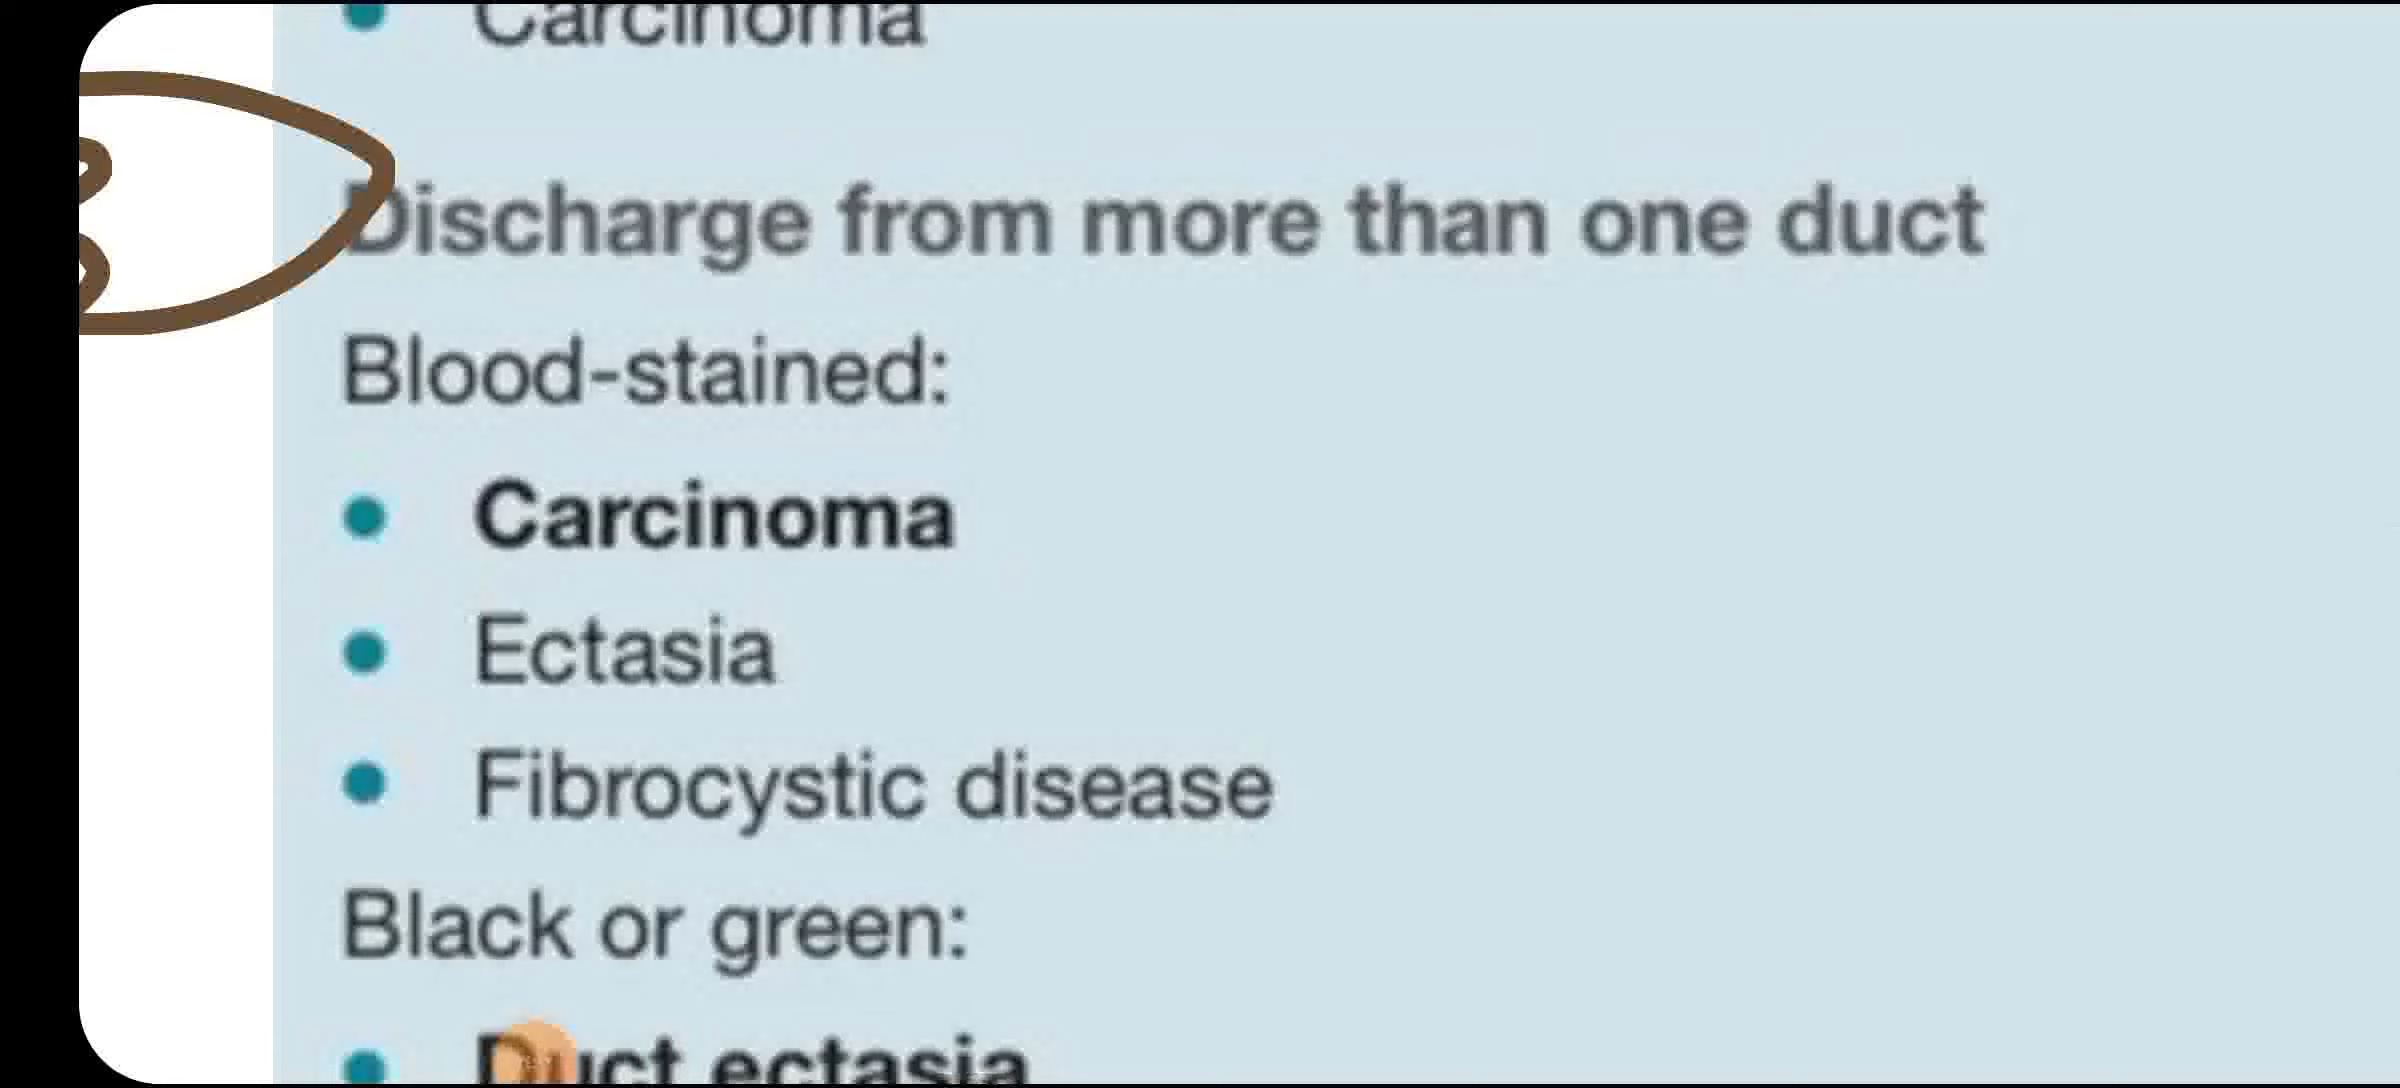 Carcinoma
Discharge from more than one duct
Blood-stained:
• Carcinoma
• Ectasia
• Fibrocystic disease
Black or green:
• Duct ectasia